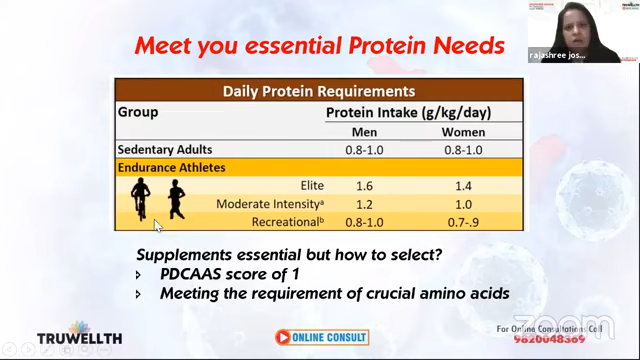 Meet you essential Protein Needs
rajashree jos...
Daily Protein Requirements
Group Protein Intake (g/kg/day)
Men Women
Sedentary Adults 0.8-1.0 0.8-1.0
Endurance Athletes
Elite 1.6 1.4
Moderate Intensityᵃ 1.2 1.0
Recreationalᵇ 0.8-1.0 0.7-.9
Supplements essential but how to select?
PDCAAS score of 1
Meeting the requirement of crucial amino acids
TRUWELLTH
ONLINE CONSULT
For Online Consultations Call
9820048369
zoom